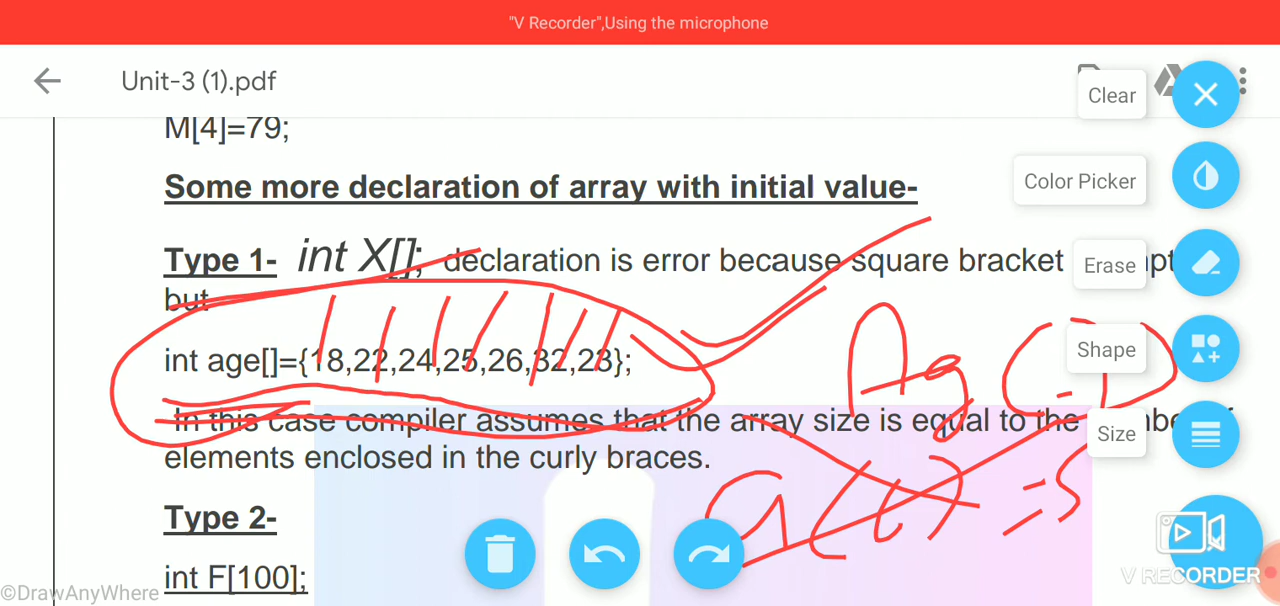 "V Recorder",Using the microphone
Unit-3 (1).pdf
Clear
M[4]=79;
Color Picker
Some more declaration of array with initial value-
Type 1- int X[]; declaration is error because square bracket
Erase
but
Shape
int age[]={18,22,24,25,26,32,23};
In this case compiler assumes that the array size is equal to the
Size
elements enclosed in the curly braces.
Type 2-
int F[100];
V RECORDER
©DrawAnyWhere